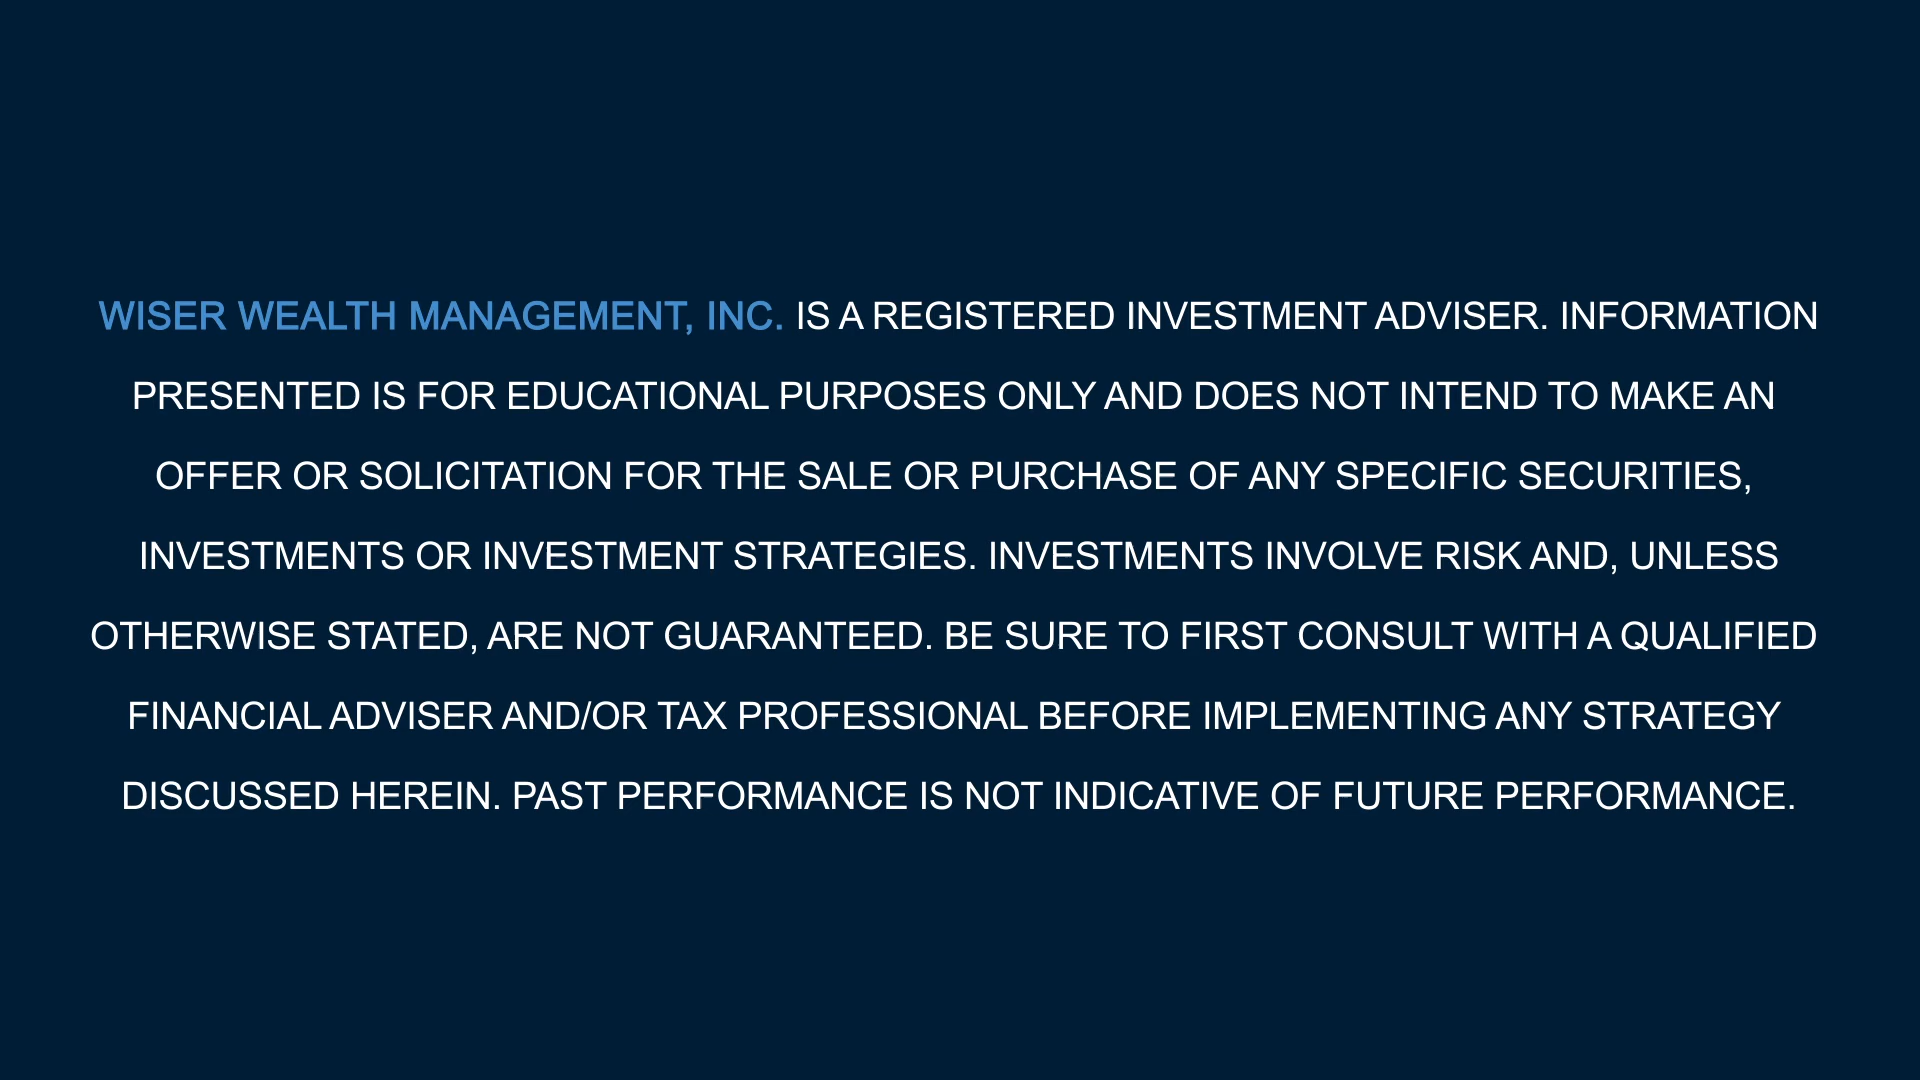 WISER WEALTH MANAGEMENT, INC. IS A REGISTERED INVESTMENT ADVISER. INFORMATION
PRESENTED IS FOR EDUCATIONAL PURPOSES ONLY AND DOES NOT INTEND TO MAKE AN
OFFER OR SOLICITATION FOR THE SALE OR PURCHASE OF ANY SPECIFIC SECURITIES,
INVESTMENTS OR INVESTMENT STRATEGIES. INVESTMENTS INVOLVE RISK AND, UNLESS
OTHERWISE STATED, ARE NOT GUARANTEED. BE SURE TO FIRST CONSULT WITH A QUALIFIED
FINANCIAL ADVISER AND/OR TAX PROFESSIONAL BEFORE IMPLEMENTING ANY STRATEGY
DISCUSSED HEREIN. PAST PERFORMANCE IS NOT INDICATIVE OF FUTURE PERFORMANCE.